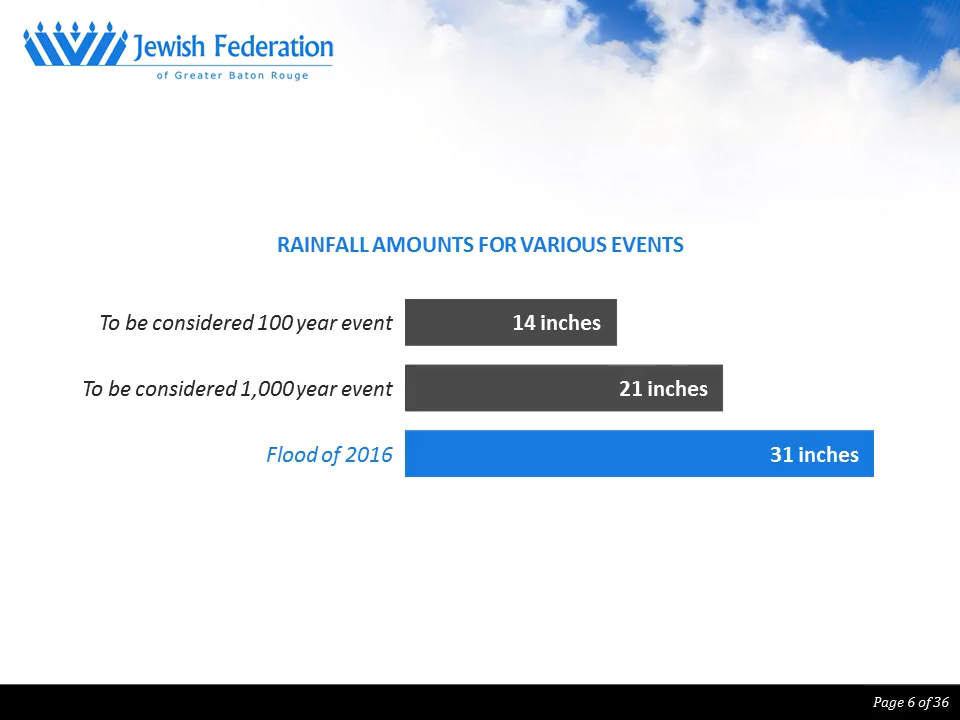 Jewish Federation
of Greater Baton Rouge
RAINFALL AMOUNTS FOR VARIOUS EVENTS
To be considered 100 year event 14 inches
To be considered 1,000 year event 21 inches
Flood of 2016 31 inches
Page 6 of 36